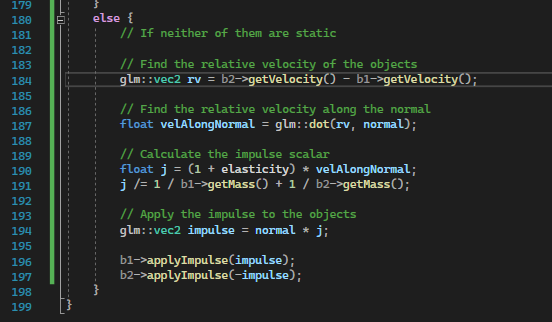 179 }
180 else {
181 // If neither of them are static
182
183 // Find the relative velocity of the objects
184 glm::vec2 rv = b2->getVelocity() - b1->getVelocity();
185
186 // Find the relative velocity along the normal
187 float velAlongNormal = glm::dot(rv, normal);
188
189 // Calculate the impulse scalar
190 float j = (1 + elasticity) * velAlongNormal;
191 j /= 1 / b1->getMass() + 1 / b2->getMass();
192
193 // Apply the impulse to the objects
194 glm::vec2 impulse = normal * j;
195
196 b1->applyImpulse(impulse);
197 b2->applyImpulse(-impulse);
198 }
199 }